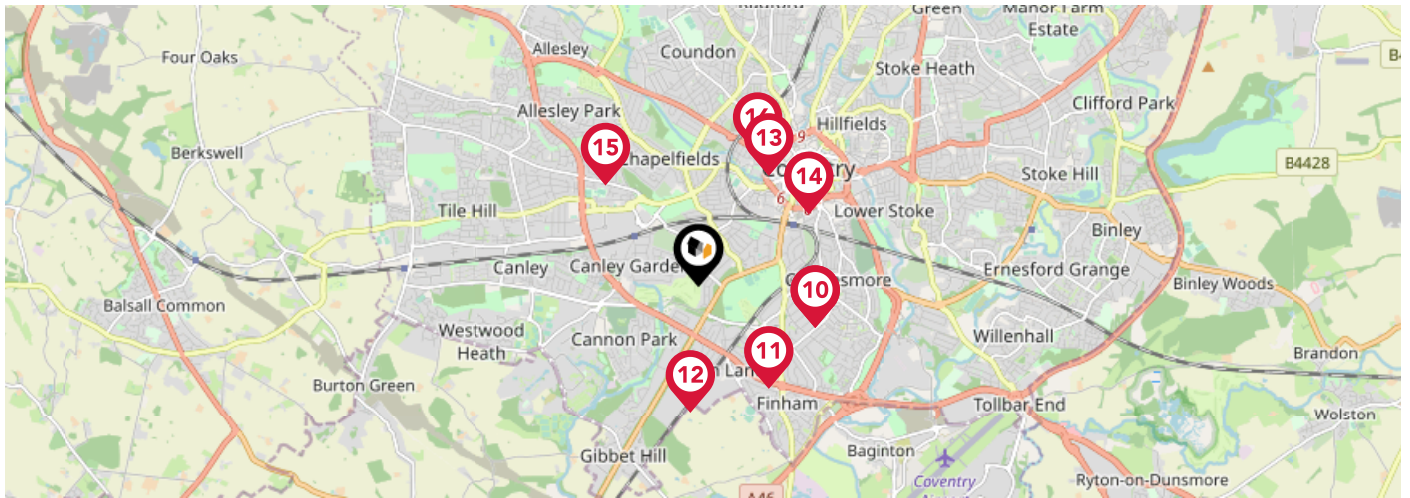 Green
Manor Farm
Estate
Four Oaks
Allesley
Coundon
Stoke Heath
Allesley Park
Clifford Park
Hillfields
16
13
9
15
Chapelfields
Berkswell
14
B4428
Stoke Hill
6
Tile Hill
Lower Stoke
Binley
Canley
Canley
Ernesford Grange
Binley Woods
10
Balsall Common
Westwood
Heath
Cannon Park
Willenhall
11
Brandon
12
Burton Green
Finham
Tollbar End
Wolston
Gibbet Hill
Baginton
Coventry
Ryton-on-Dunsmore
A46